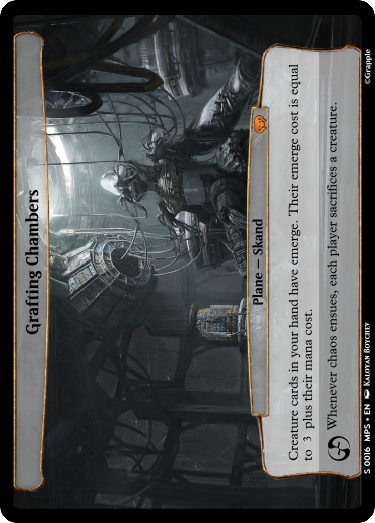 Grafting Chambers
Plane – Skand
Creature cards in your hand have emerge. Their emerge cost is equal
to 3 plus their mana cost.
Whenever chaos ensues, each player sacrifices a creature.
S 0016 MPS • EN Kaloyan Boychev
©Grapple